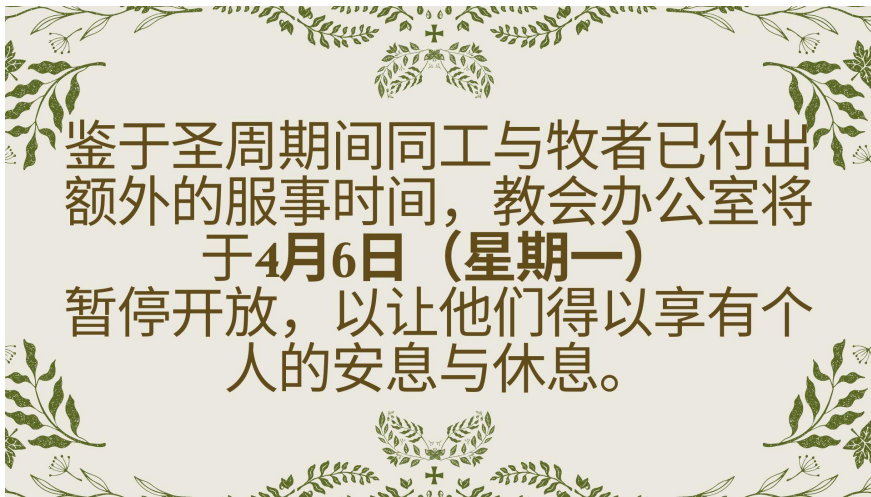 鉴于圣周期间同工与牧者已付出
额外的服事时间，教会办公室将
于4月6日（星期一）
暂停开放，以让他们得以享有个
人的安息与休息。